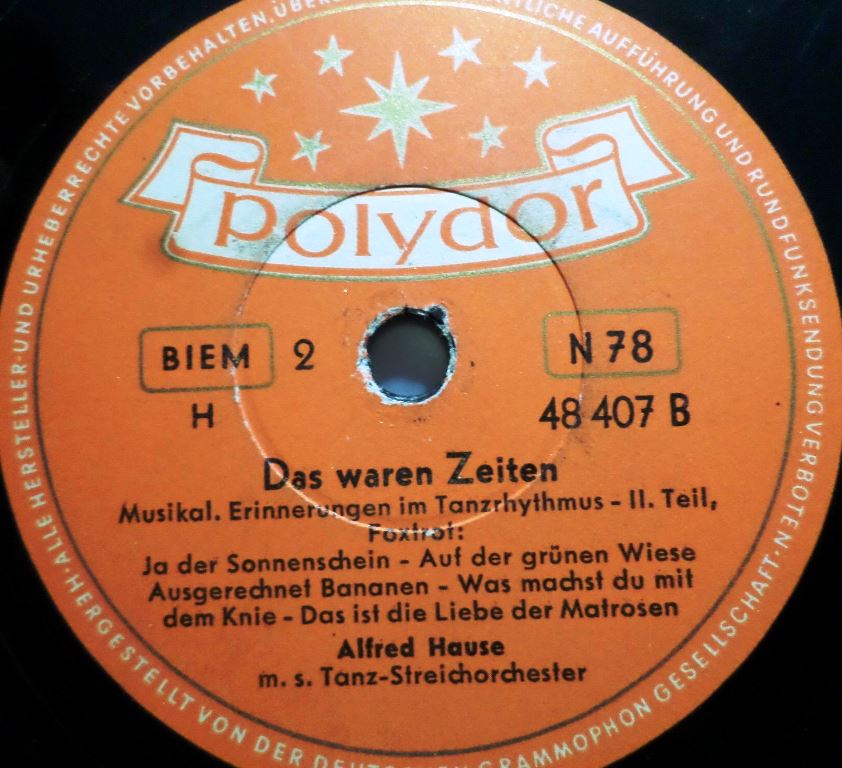 polydor
BIEM 2 N 78
H 48 407 B
Das waren Zeiten
Musikal. Erinnerungen im Tanzrhythmus - II. Teil,
Foxtrot:
Ja der Sonnenschein - Auf der grünen Wiese
Ausgerechnet Bananen - Was machst du mit
dem Knie - Das ist die Liebe der Matrosen
Alfred Hause
m. s. Tanz-Streichorchester
ALLE HERSTELLER- UND URHEBERRECHTE VORBEHALTEN. AUFFÜHRUNG UND RUNDFUNKSENDUNG VERBOTEN·
HERGESTELLT VON DER DEUTSCHEN GRAMMOPHON GESELLSCHAFT·